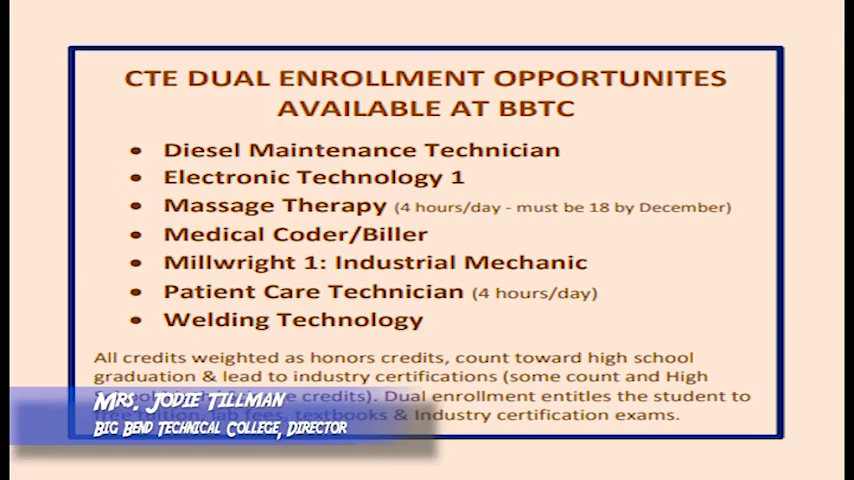 CTE DUAL ENROLLMENT OPPORTUNITES
AVAILABLE AT BBTC
• Diesel Maintenance Technician
• Electronic Technology 1
• Massage Therapy (4 hours/day - must be 18 by December)
• Medical Coder/Biller
• Millwright 1: Industrial Mechanic
• Patient Care Technician (4 hours/day)
• Welding Technology
All credits weighted as honors credits, count toward high school
graduation & lead to industry certifications (some count and High
credits). Dual enrollment entitles the student to
free tuition, lab fees, textbooks & Industry certification exams.
Mrs. Jodie Tillman
Big Bend Technical College, Director